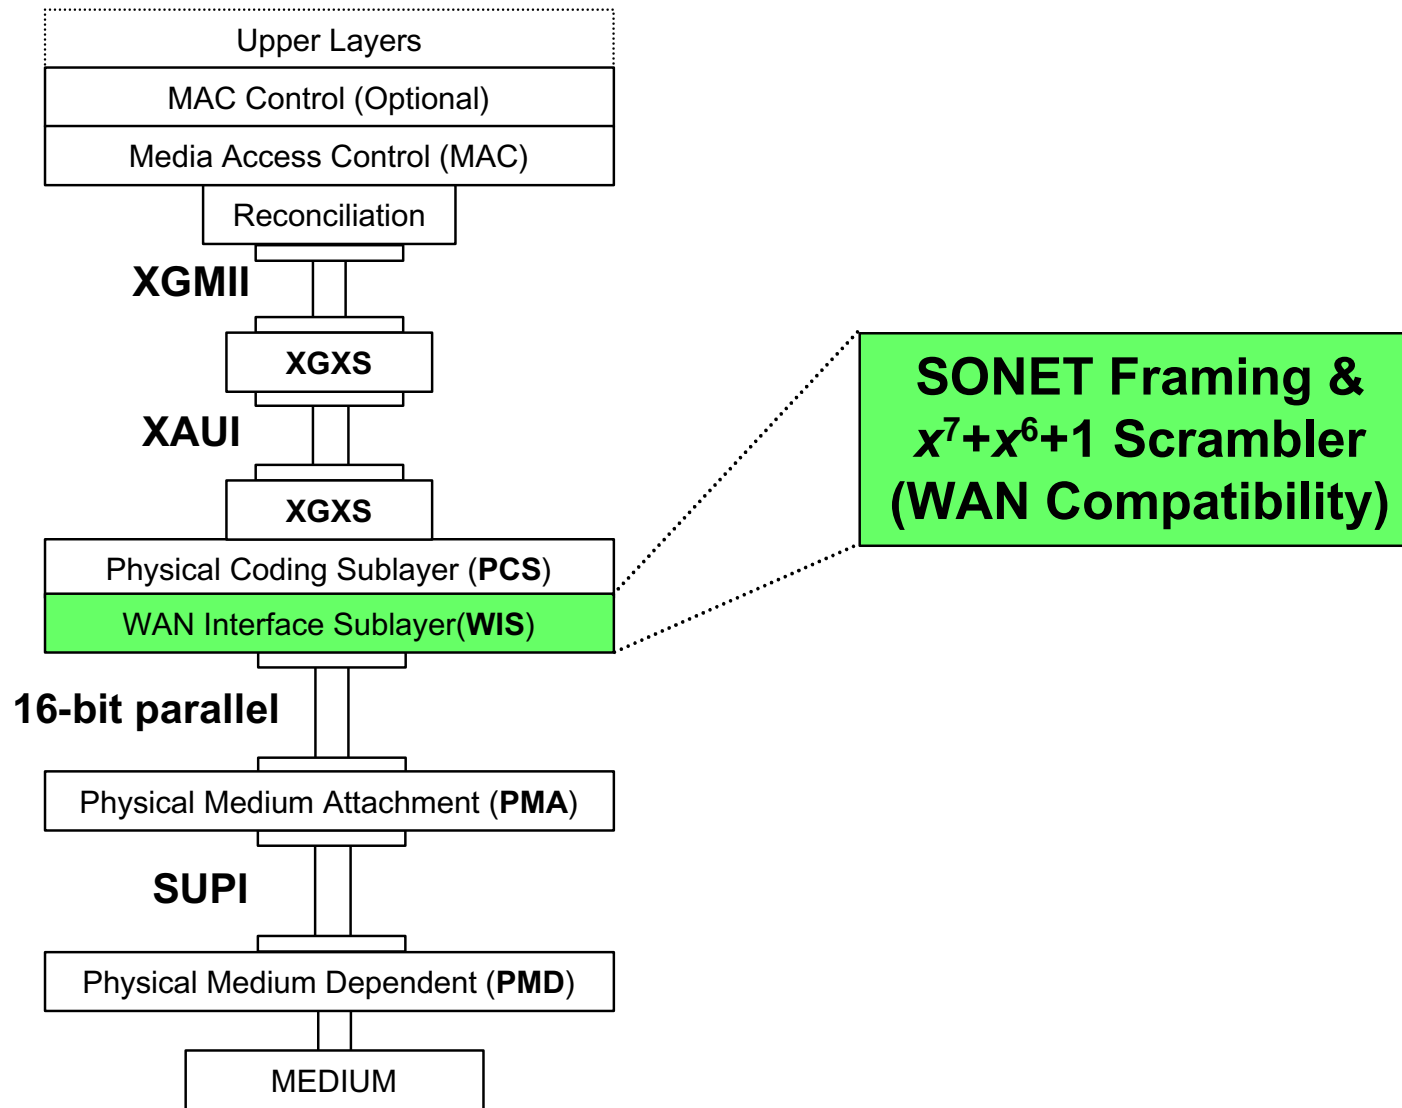 Upper Layers
MAC Control (Optional)
Media Access Control (MAC)
Reconciliation
XGMII
XGXS
XAUI
XGXS
Physical Coding Sublayer (PCS)
WAN Interface Sublayer(WIS)
16-bit parallel
Physical Medium Attachment (PMA)
SUPI
Physical Medium Dependent (PMD)
MEDIUM
SONET Framing &
x⁷+x⁶+1 Scrambler
(WAN Compatibility)